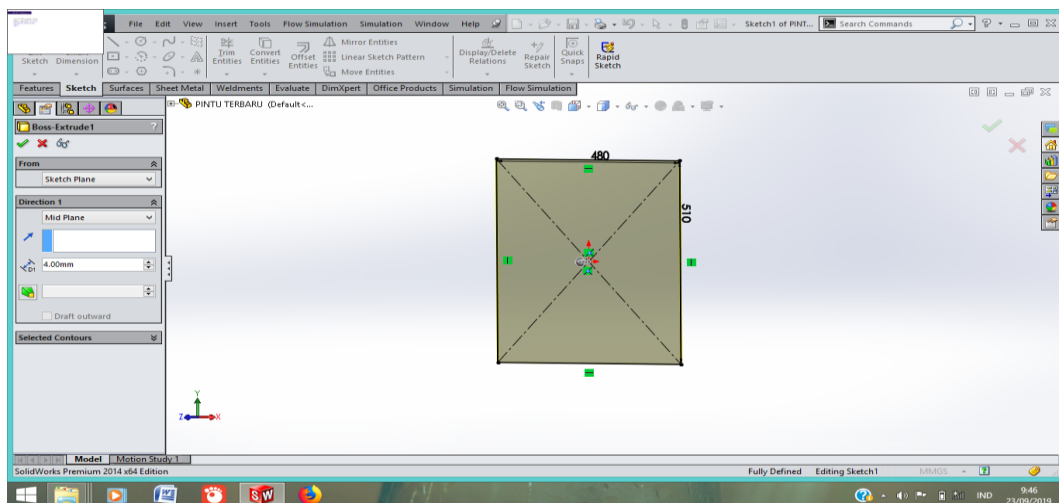 File Edit View Insert Tools Flow Simulation Simulation Window Help Sketch1 of PINT... Search Commands
Sketch Dimension Trim Entities Convert Entities Offset Entities Mirror Entities Linear Sketch Pattern Move Entities Display/Delete Relations Repair Sketch Quick Snaps Rapid Sketch
Features Sketch Surfaces Sheet Metal Weldments Evaluate DimXpert Office Products Simulation Flow Simulation
PINTU TERBARU (Default<...
Boss-Extrude1 ?
From
Sketch Plane
Direction 1
Mid Plane
D1 4.00mm
Draft outward
Selected Contours
480
510
Y
Z X
Model Motion Study 1
SolidWorks Premium 2014 x64 Edition Fully Defined Editing Sketch1 MMGS
IND 9:46
23/09/2019